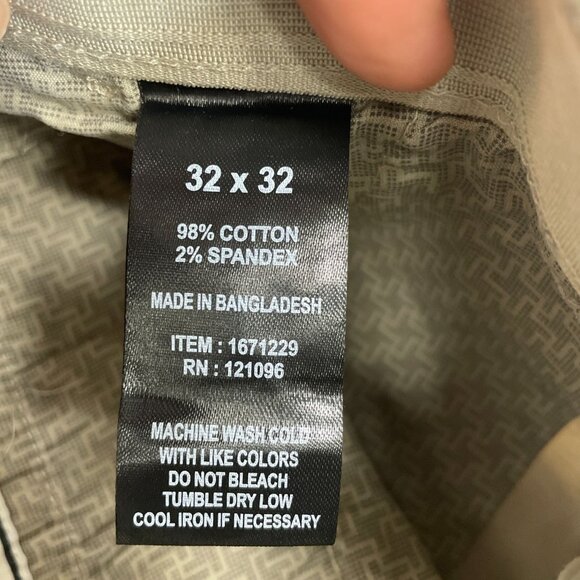 32 x 32
98% COTTON
2% SPANDEX
MADE IN BANGLADESH
ITEM : 1671229
RN : 121096
MACHINE WASH COLD
WITH LIKE COLORS
DO NOT BLEACH
TUMBLE DRY LOW
COOL IRON IF NECESSARY